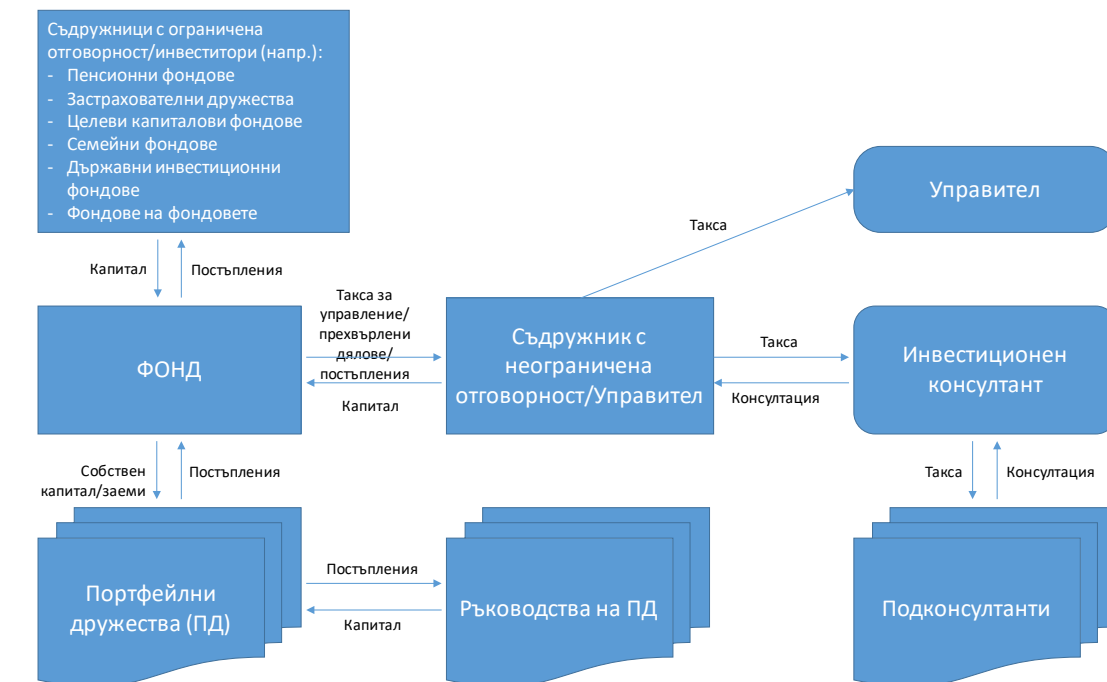 Съдружници с ограничена
отговорност/инвеститори (напр.):
- Пенсионни фондове
- Застрахователни дружества
- Целеви капиталови фондове
- Семейни фондове
- Държавни инвестиционни
фондове
- Фондове на фондовете
Управител
Такса
Капитал
Постъпления
ФОНД
Такса за
управление/
прехвърлени
дялове/
постъпления
Капитал
Съдружник с
неограничена
отговорност/Управител
Такса
Консултация
Инвестиционен
консултант
Собствен
капитал/заеми
Постъпления
Такса
Консултация
Портфейлни
дружества (ПД)
Постъпления
Капитал
Ръководства на ПД
Подконсултанти